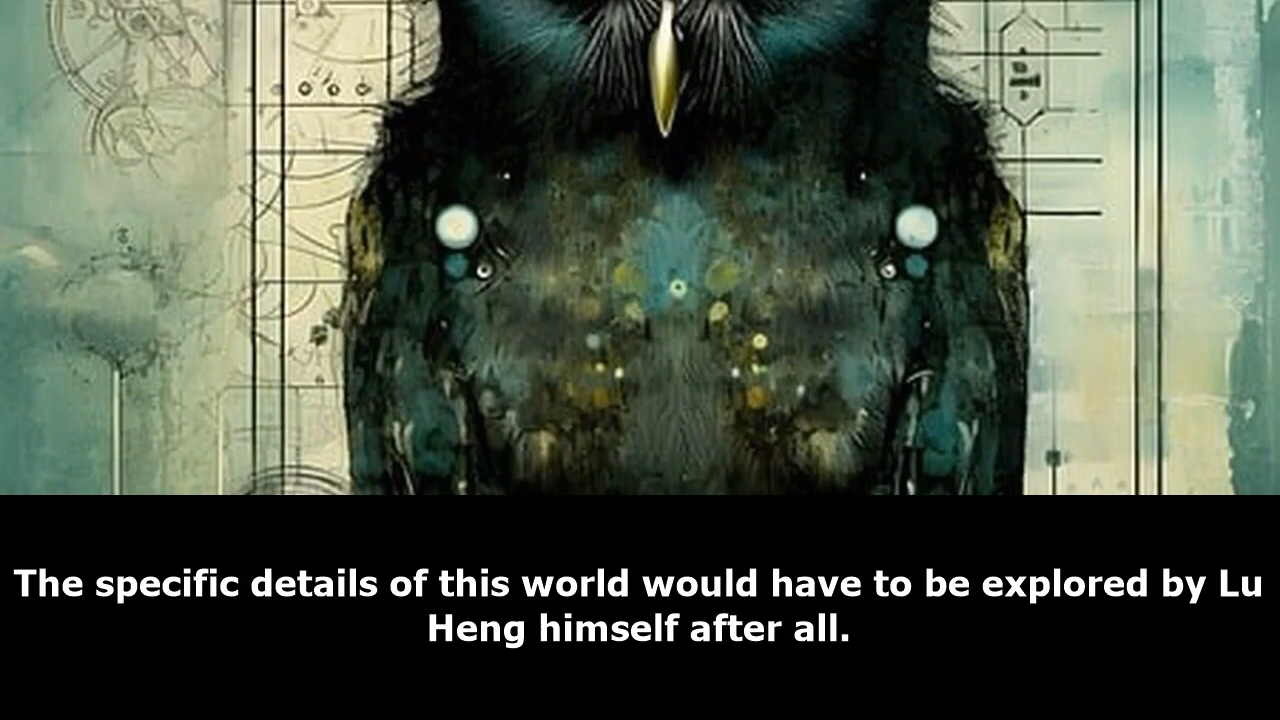 The specific details of this world would have to be explored by Lu
Heng himself after all.